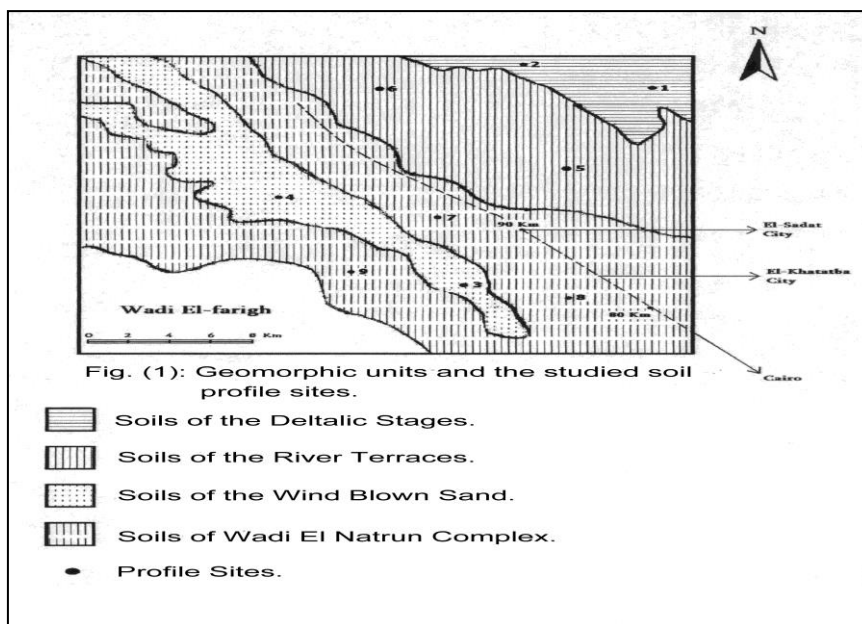 N
2
1
6
5
4
7
90 Km
El-Sadat
City
El-Khatatba
City
9
3
8
80 Km
Wadi El-farigh
0 2 4 6 8 Km
Cairo
Fig. (1): Geomorphic units and the studied soil
profile sites.
Soils of the Deltalic Stages.
Soils of the River Terraces.
Soils of the Wind Blown Sand.
Soils of Wadi El Natrun Complex.
Profile Sites.